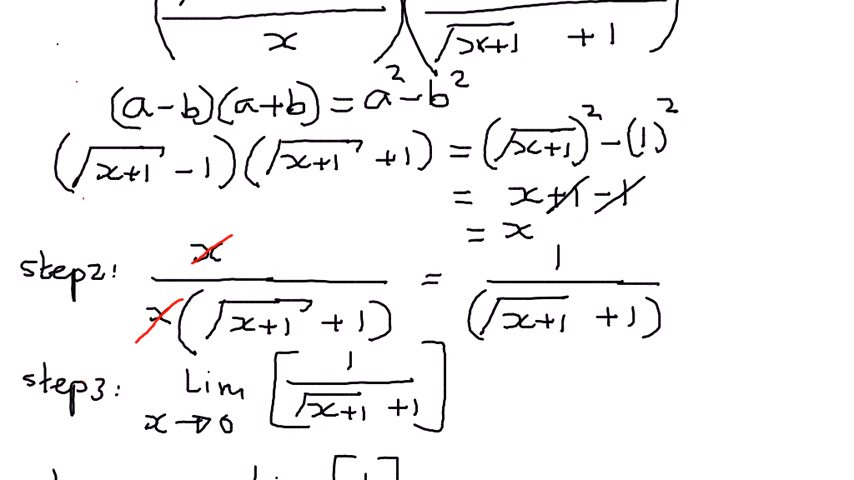 x √x+1 + 1
(a-b)(a+b) = a² - b²
(√x+1 - 1)(√x+1 + 1) = (√x+1)² - (1)²
= x+1-1
= x
step2: x / x(√x+1 + 1) = 1 / (√x+1 + 1)
step3: Lim x→0 [1 / √x+1 + 1]